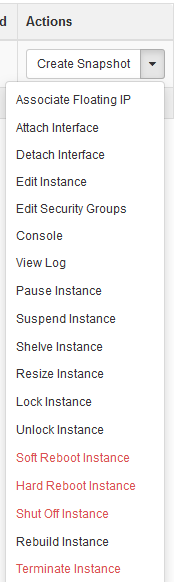 d Actions
Create Snapshot
Associate Floating IP
Attach Interface
Detach Interface
Edit Instance
Edit Security Groups
Console
View Log
Pause Instance
Suspend Instance
Shelve Instance
Resize Instance
Lock Instance
Unlock Instance
Soft Reboot Instance
Hard Reboot Instance
Shut Off Instance
Rebuild Instance
Terminate Instance